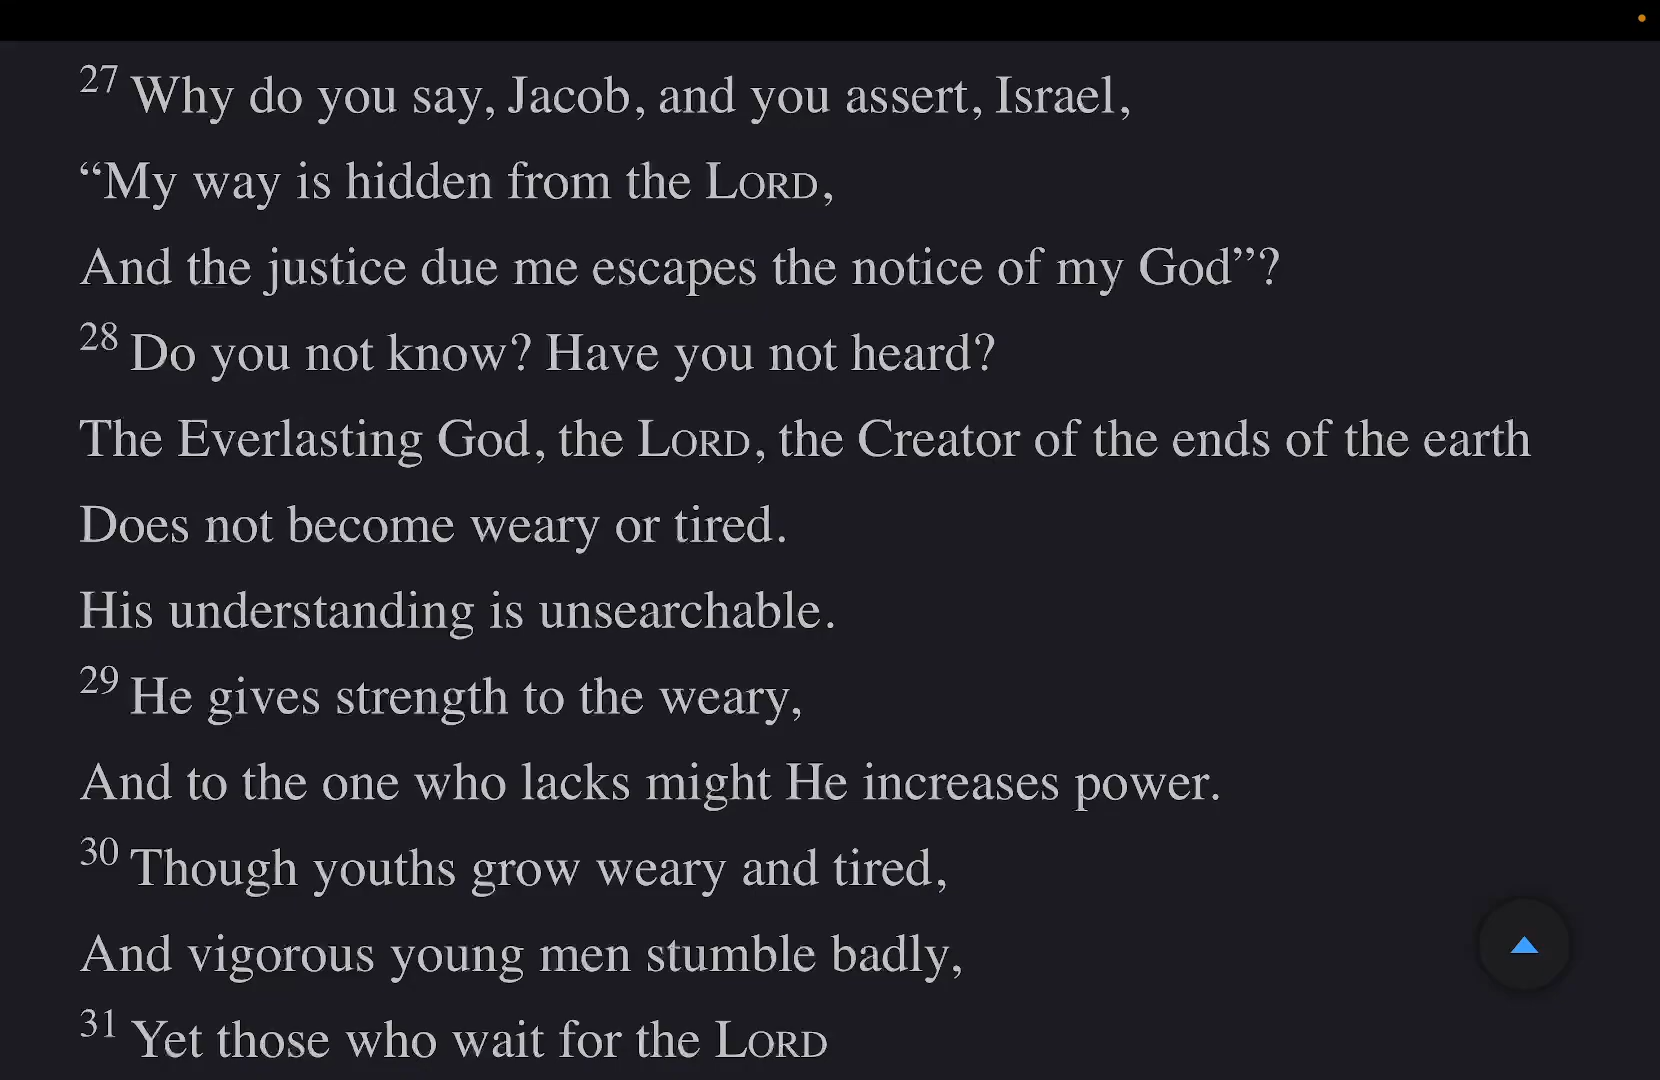 27 Why do you say, Jacob, and you assert, Israel,
“My way is hidden from the LORD,
And the justice due me escapes the notice of my God”?
28 Do you not know? Have you not heard?
The Everlasting God, the LORD, the Creator of the ends of the earth
Does not become weary or tired.
His understanding is unsearchable.
29 He gives strength to the weary,
And to the one who lacks might He increases power.
30 Though youths grow weary and tired,
And vigorous young men stumble badly,
31 Yet those who wait for the LORD